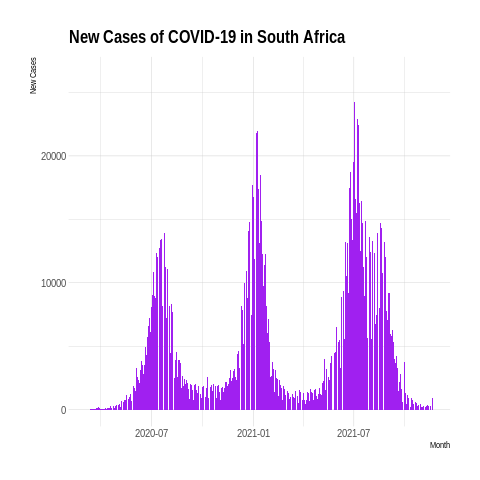 New Cases of COVID-19 in South Africa
New Cases
20000
10000
0
2020-07 2021-01 2021-07
Month